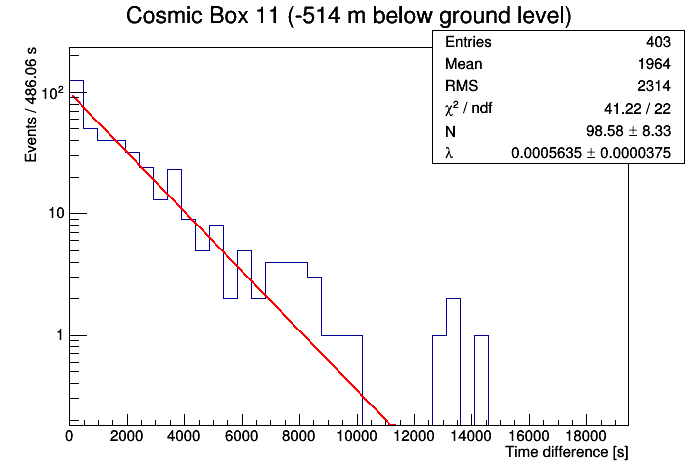 Cosmic Box 11 (-514 m below ground level)
Entries 403
Mean 1964
RMS 2314
χ² / ndf 41.22 / 22
N 98.58 ± 8.33
λ 0.0005635 ± 0.0000375
Events / 486.06 s
10²
10
1
0 2000 4000 6000 8000 10000 12000 14000 16000 18000
Time difference [s]